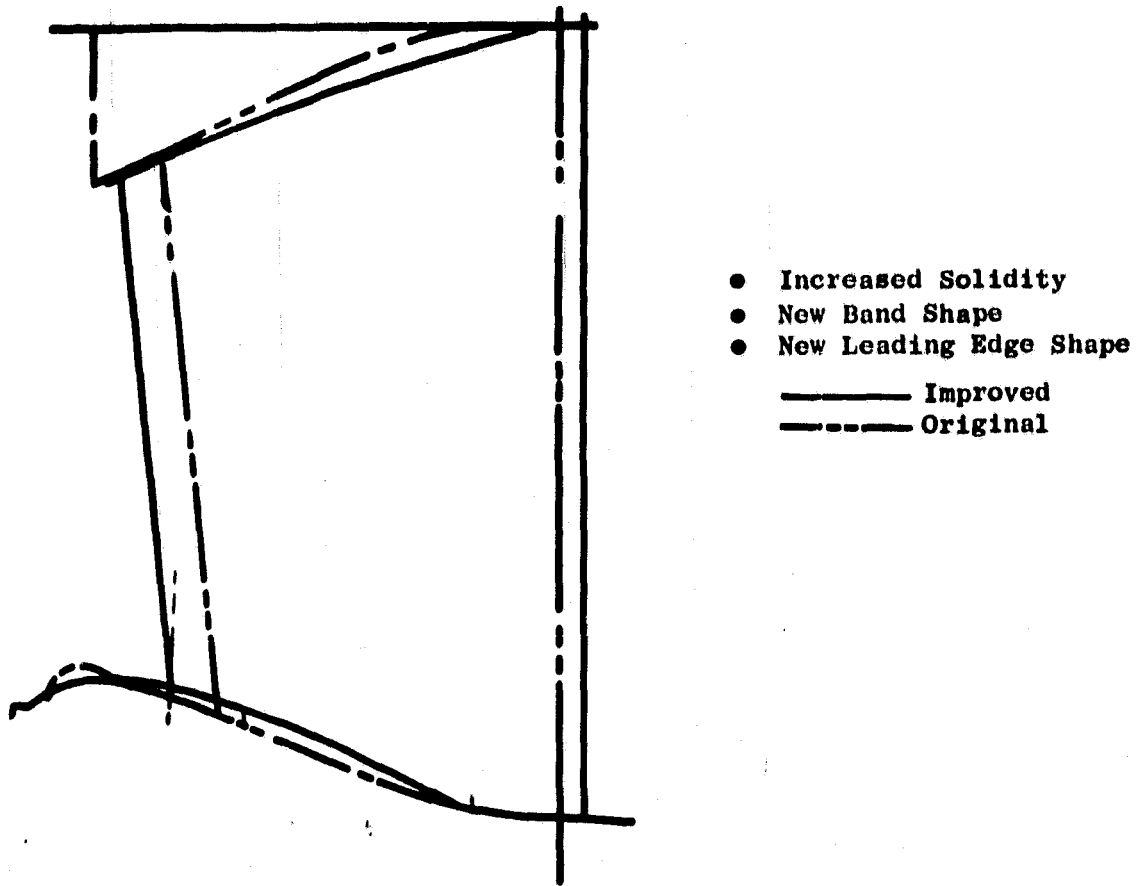 ● Increased Solidity
● New Band Shape
● New Leading Edge Shape
Improved
Original